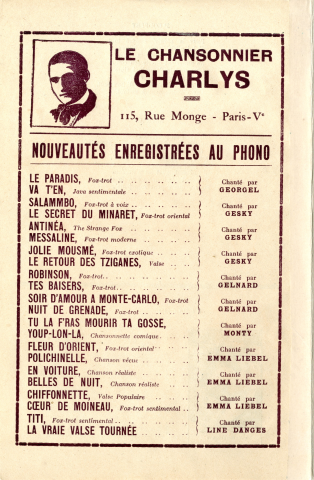 LE CHANSONNIER
CHARLYS
115, Rue Monge - Paris-Ve
NOUVEAUTÉS ENREGISTRÉES AU PHONO
LE PARADIS, Fox-trot
VA T'EN, Java sentimentale
Chanté par
GEORGEL
SALAMMBO, Fox-trot à voix
LE SECRET DU MINARET, Fox-trot oriental
Chanté par
GESKY
ANTINÉA, The Strange Fox
MESSALINE, Fox-trot moderne
Chanté par
GESKY
JOLIE MOUSMÉ, Fox-trot exotique
LE RETOUR DES TZIGANES, Valse
Chanté par
GESKY
ROBINSON, Fox-trot
TES BAISERS, Fox-trot
Chanté par
GELNARD
SOIR D'AMOUR A MONTE-CARLO, Fox-trot
NUIT DE GRENADE, Fox-trot
Chanté par
GELNARD
TU LA F'RAS MOURIR TA GOSSE,
YOUP-LON-LA, Chansonnette comique
Chanté par
MONTY
FLEUR D'ORIENT, Fox-trot oriental
POLICHINELLE, Chanson vécue
Chanté par
EMMA LIEBEL
EN VOITURE, Chanson réaliste
BELLES DE NUIT, Chanson réaliste
Chanté par
EMMA LIEBEL
CHIFFONNETTE, Valse Populaire
CŒUR DE MOINEAU, Fox-trot sentimental
Chanté par
EMMA LIEBEL
TITI, Fox-trot sentimental
LA VRAIE VALSE TOURNÉE
Chanté par
LINE DANGES